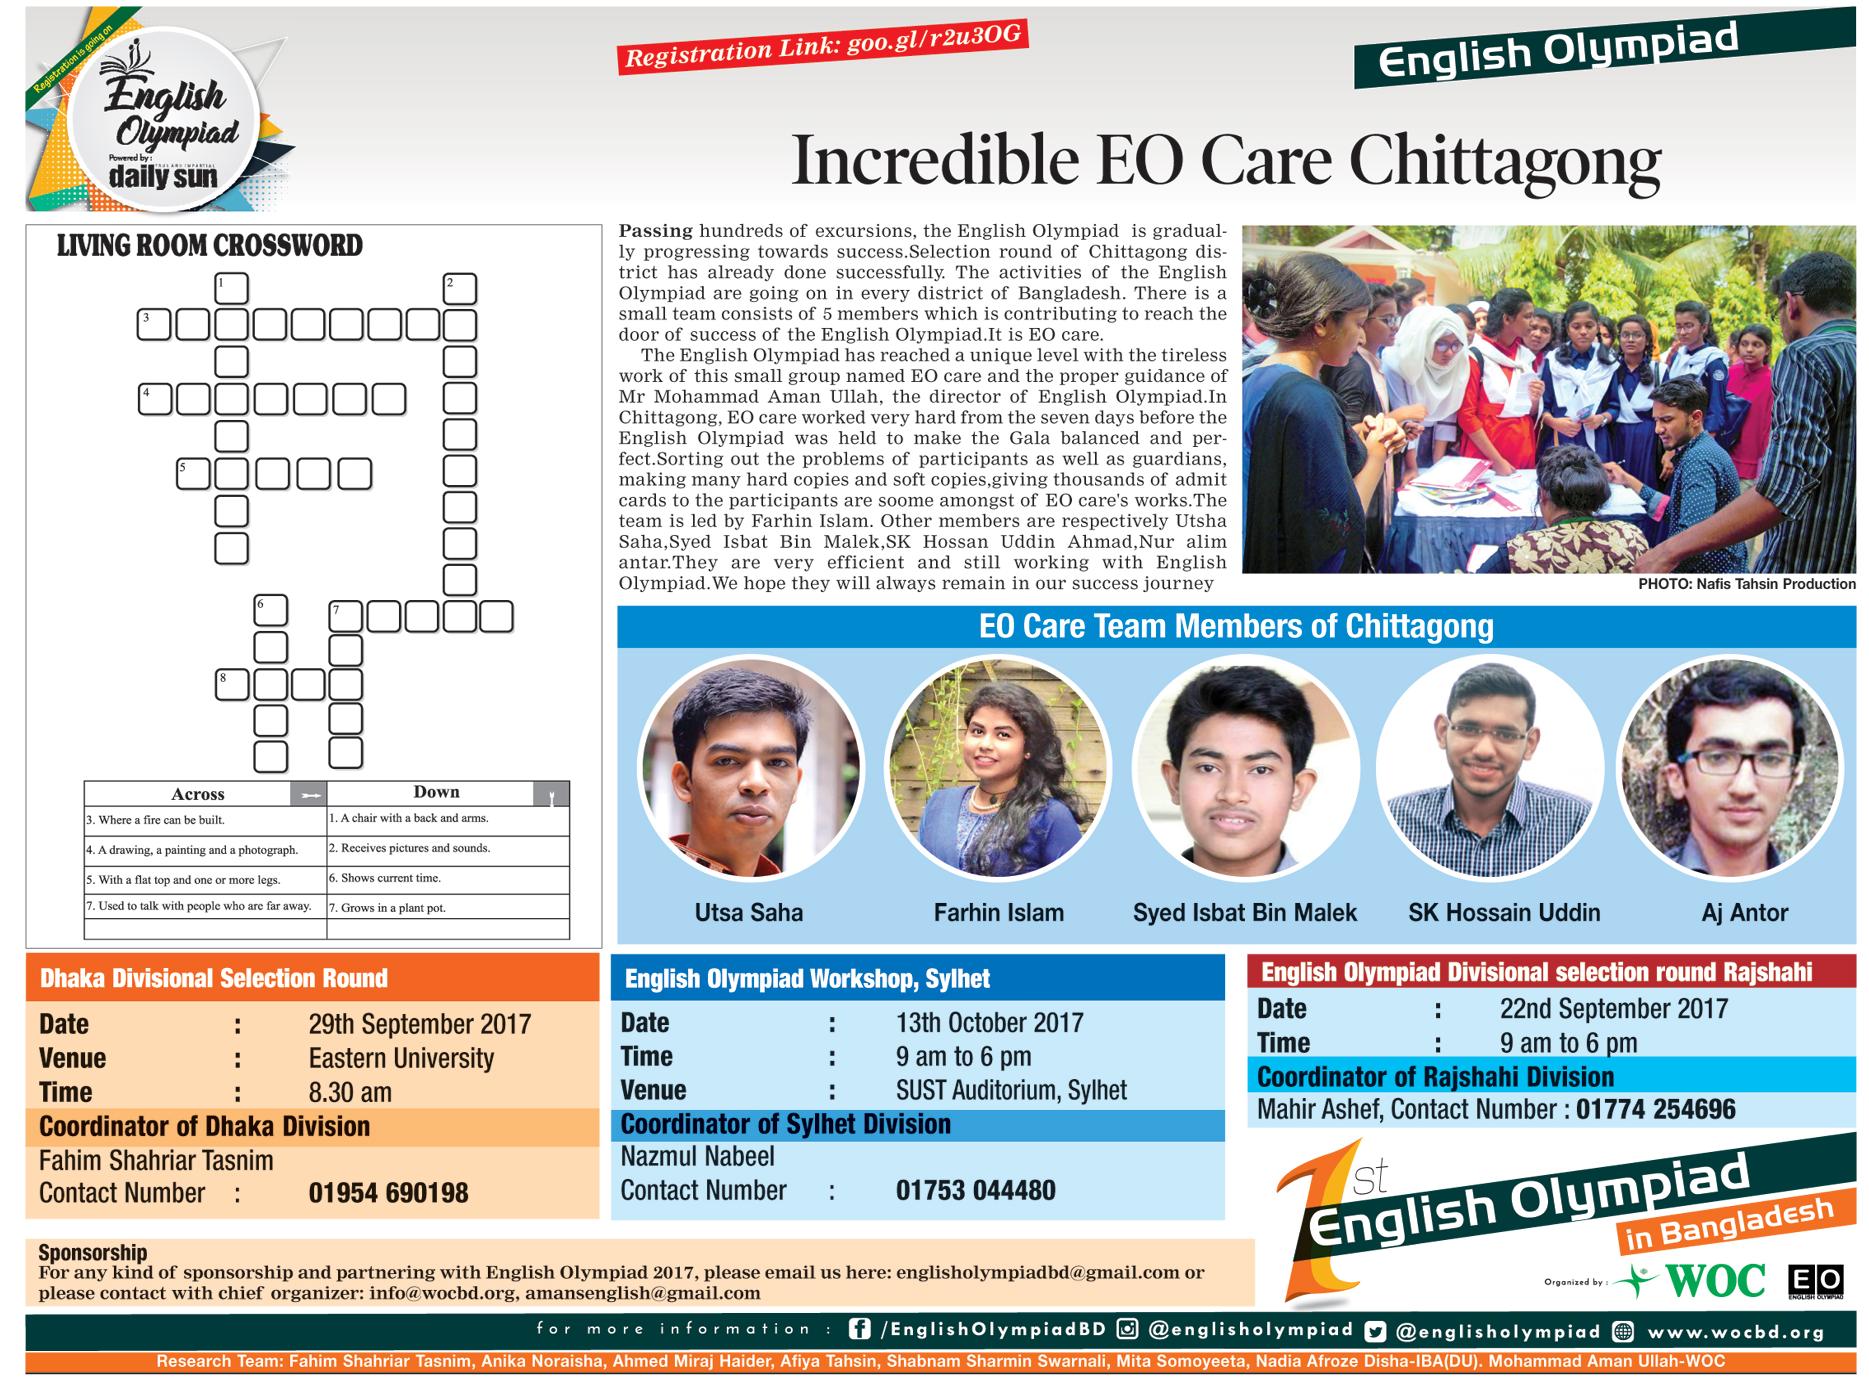 Registration is going on
English
Olympiad
Powered by :
TRUE AND IMPARTIAL
daily sun
Registration Link: goo.gl/r2u3OG
English Olympiad
Incredible EO Care Chittagong
LIVING ROOM CROSSWORD
1
2
3
4
5
6
7
8
Across
Down
3. Where a fire can be built.
1. A chair with a back and arms.
4. A drawing, a painting and a photograph.
2. Receives pictures and sounds.
5. With a flat top and one or more legs.
6. Shows current time.
7. Used to talk with people who are far away.
7. Grows in a plant pot.
Passing hundreds of excursions, the English Olympiad is gradual-
ly progressing towards success.Selection round of Chittagong dis-
trict has already done successfully. The activities of the English
Olympiad are going on in every district of Bangladesh. There is a
small team consists of 5 members which is contributing to reach the
door of success of the English Olympiad.It is EO care.
The English Olympiad has reached a unique level with the tireless
work of this small group named EO care and the proper guidance of
Mr Mohammad Aman Ullah, the director of English Olympiad.In
Chittagong, EO care worked very hard from the seven days before the
English Olympiad was held to make the Gala balanced and per-
fect.Sorting out the problems of participants as well as guardians,
making many hard copies and soft copies,giving thousands of admit
cards to the participants are soome amongst of EO care's works.The
team is led by Farhin Islam. Other members are respectively Utsha
Saha,Syed Isbat Bin Malek,SK Hossan Uddin Ahmad,Nur alim
antar.They are very efficient and still working with English
Olympiad.We hope they will always remain in our success journey
PHOTO: Nafis Tahsin Production
EO Care Team Members of Chittagong
Utsa Saha
Farhin Islam
Syed Isbat Bin Malek
SK Hossain Uddin
Aj Antor
Dhaka Divisional Selection Round
Date : 29th September 2017
Venue : Eastern University
Time : 8.30 am
Coordinator of Dhaka Division
Fahim Shahriar Tasnim
Contact Number : 01954 690198
English Olympiad Workshop, Sylhet
Date : 13th October 2017
Time : 9 am to 6 pm
Venue : SUST Auditorium, Sylhet
Coordinator of Sylhet Division
Nazmul Nabeel
Contact Number : 01753 044480
English Olympiad Divisional selection round Rajshahi
Date : 22nd September 2017
Time : 9 am to 6 pm
Coordinator of Rajshahi Division
Mahir Ashef, Contact Number : 01774 254696
1st
English Olympiad
in Bangladesh
Organized by :
WOC
EO
ENGLISH OLYMPIAD
Sponsorship
For any kind of sponsorship and partnering with English Olympiad 2017, please email us here: englisholympiadbd@gmail.com or
please contact with chief organizer: info@wocbd.org, amansenglish@gmail.com
for more information : /EnglishOlympiadBD @englisholympiad @englisholympiad www.wocbd.org
Research Team: Fahim Shahriar Tasnim, Anika Noraisha, Ahmed Miraj Haider, Afiya Tahsin, Shabnam Sharmin Swarnali, Mita Somoyeeta, Nadia Afroze Disha-IBA(DU). Mohammad Aman Ullah-WOC